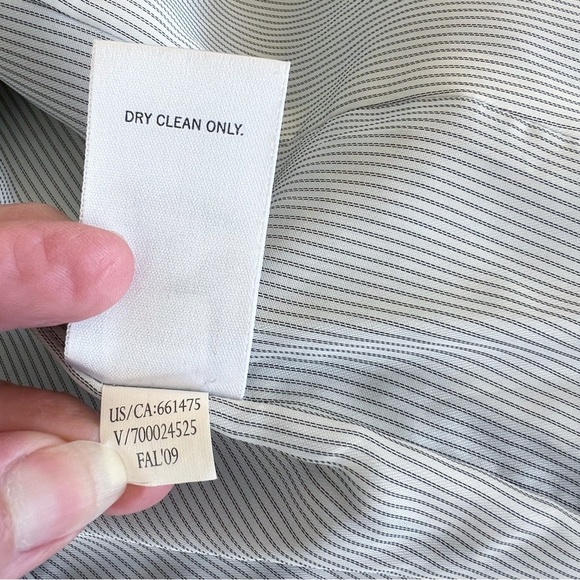 DRY CLEAN ONLY.
US/CA:661475
V/700024525
FAL'09